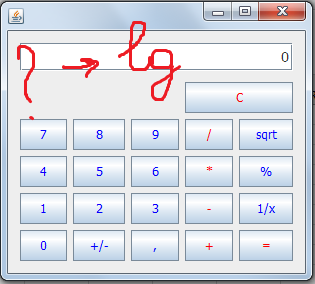 ? → lg
0
C
7 8 9 / sqrt
4 5 6 * %
1 2 3 - 1/x
0 +/- , + =